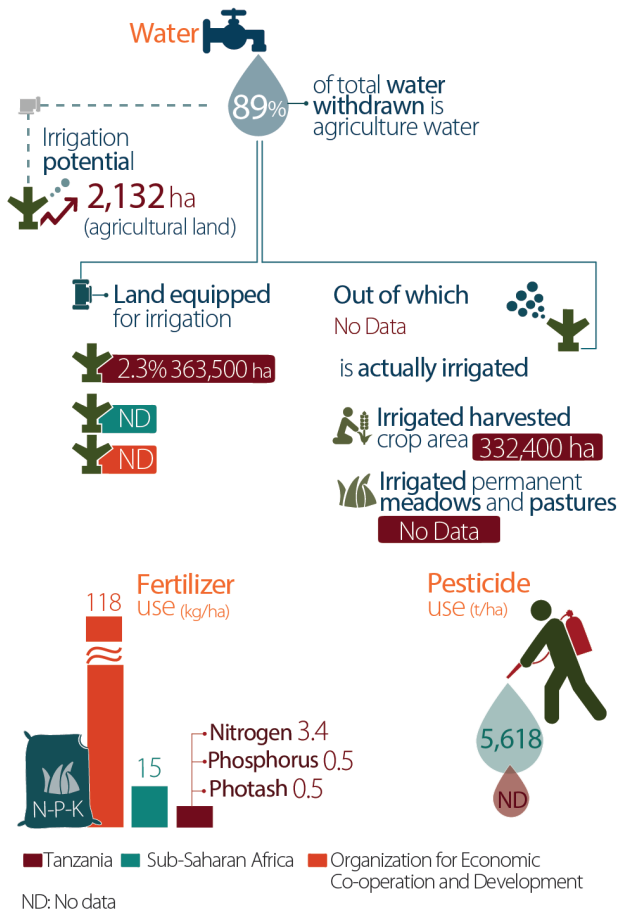 Water
89%
of total water
withdrawn is
agriculture water
Irrigation
potential
2,132 ha
(agricultural land)
Land equipped
for irrigation
2.3% 363,500 ha
ND
ND
Out of which
No Data
is actually irrigated
Irrigated harvested
crop area 332,400 ha
Irrigated permanent
meadows and pastures
No Data
Fertilizer
use (kg/ha)
118
15
Nitrogen 3.4
Phosphorus 0.5
Photash 0.5
N-P-K
Pesticide
use (t/ha)
5,618
ND
Tanzania
Sub-Saharan Africa
Organization for Economic
Co-operation and Development
ND: No data